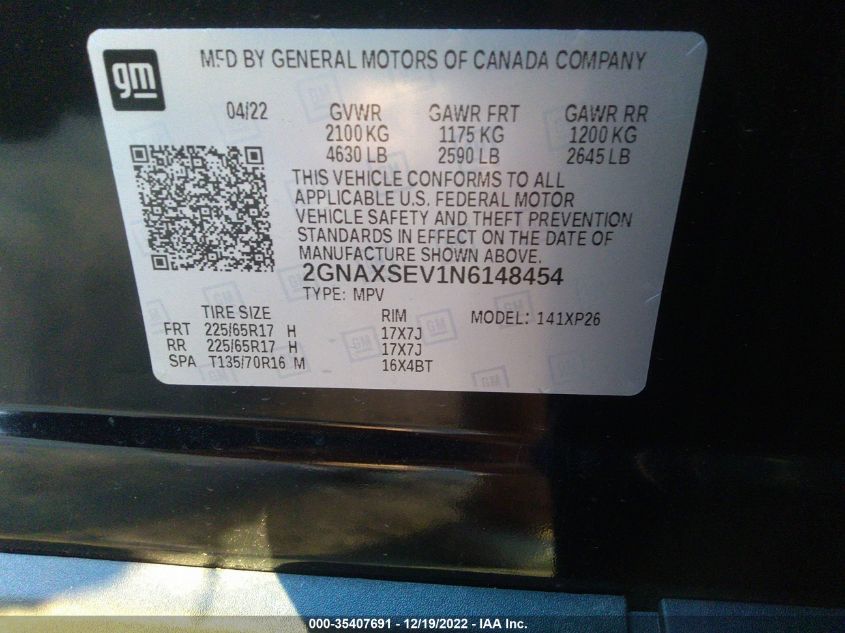 gm
MFD BY GENERAL MOTORS OF CANADA COMPANY
04/22 GVWR GAWR FRT GAWR RR
2100 KG 1175 KG 1200 KG
4630 LB 2590 LB 2645 LB
THIS VEHICLE CONFORMS TO ALL
APPLICABLE U.S. FEDERAL MOTOR
VEHICLE SAFETY AND THEFT PREVENTION
STANDARDS IN EFFECT ON THE DATE OF
MANUFACTURE SHOWN ABOVE.
2GNAXSEV1N6148454
TYPE: MPV
TIRE SIZE RIM MODEL: 141XP26
FRT 225/65R17 H 17X7J
RR 225/65R17 H 17X7J
SPA T135/70R16 M 16X4BT
000-35407691 - 12/19/2022 - IAA Inc.